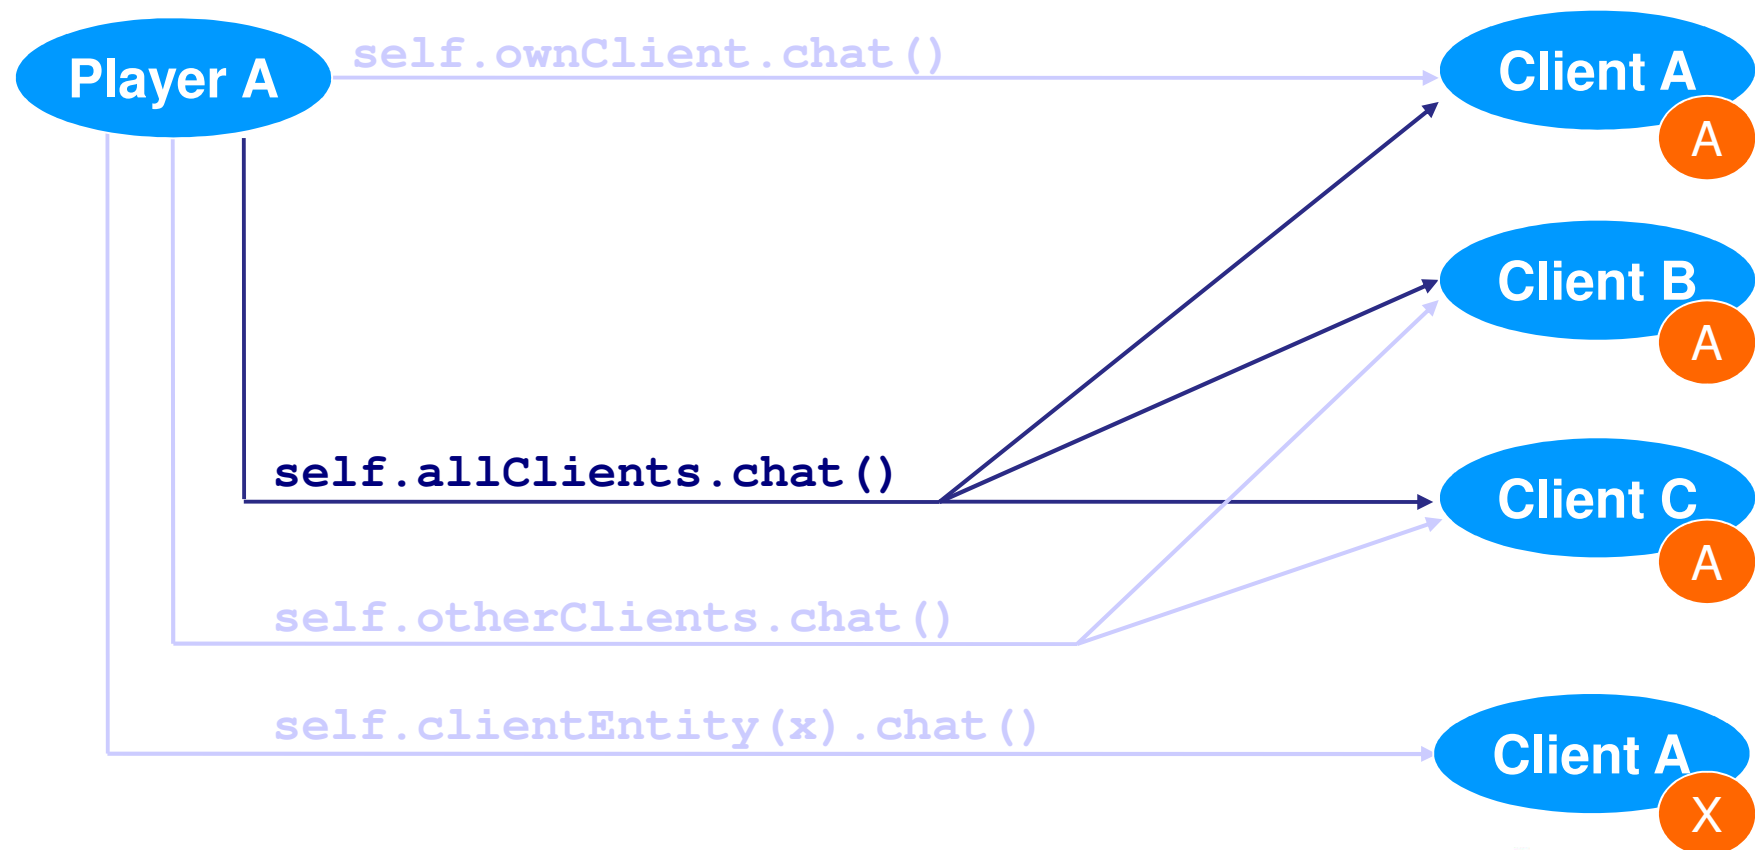 Player A
self.ownClient.chat()
Client A
A
Client B
A
self.allClients.chat()
Client C
A
self.otherClients.chat()
self.clientEntity(x).chat()
Client A
X